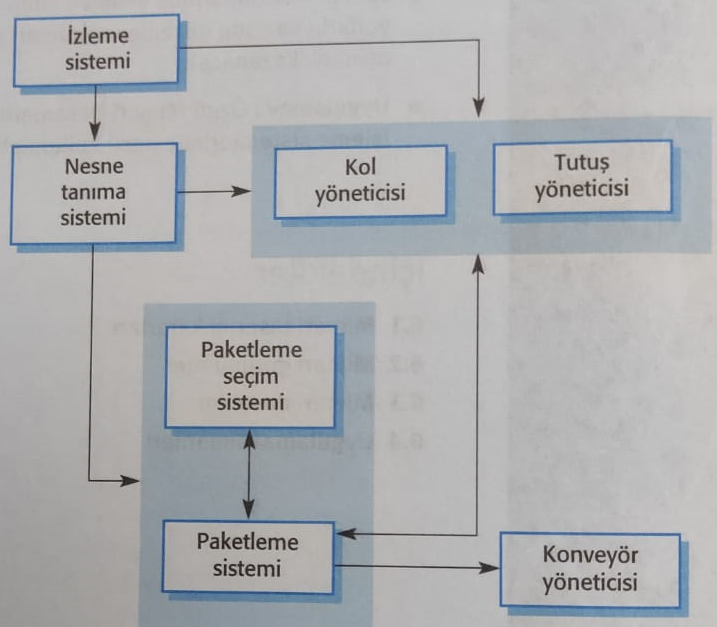 İzleme
sistemi
Nesne
tanıma
sistemi
Kol
yöneticisi
Tutuş
yöneticisi
Paketleme
seçim
sistemi
Paketleme
sistemi
Konveyör
yöneticisi